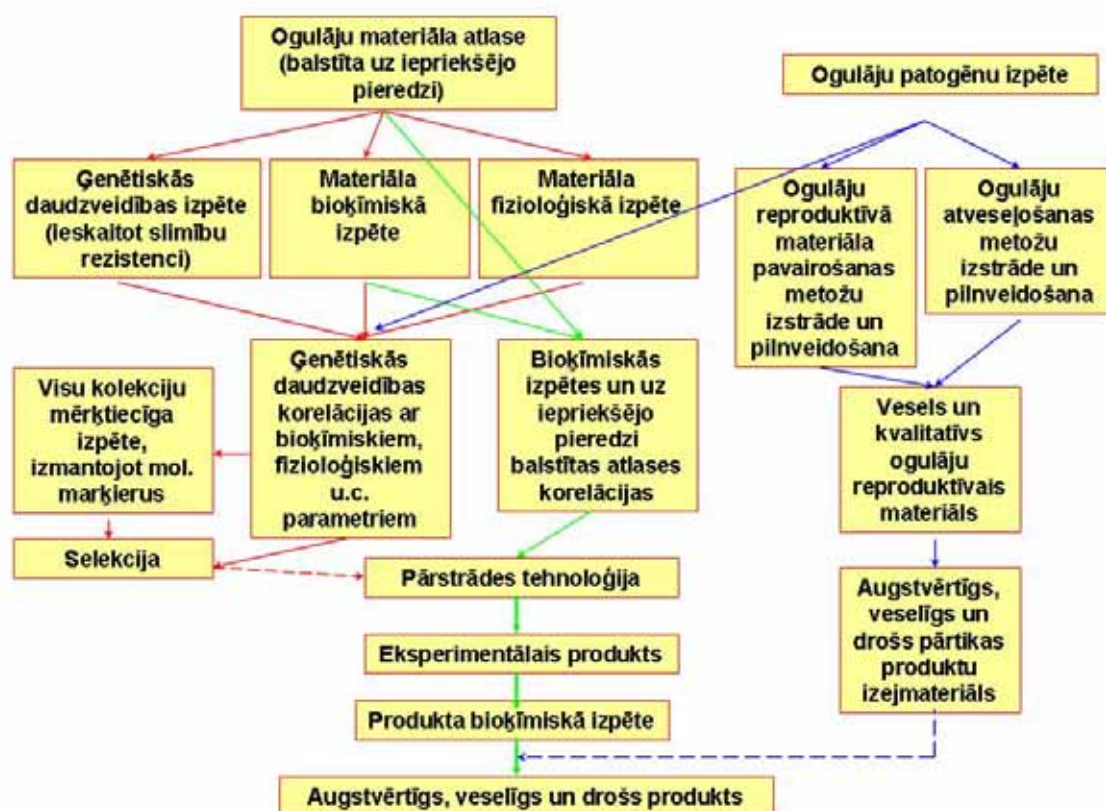 Ogulāju materiāla atlase
(balstīta uz iepriekšējo
pieredzi)
Ogulāju patogēnu izpēte
Ģenētiskās
daudzveidības izpēte
(ieskaitot slimību
rezistenci)
Materiāla
bioķīmiskā
izpēte
Materiāla
fizioloģiskā izpēte
Ogulāju
reproduktīvā
materiāla
pavairošanas
metožu
izstrāde un
pilnveidošana
Ogulāju
atveseļošanas
metožu
izstrāde un
pilnveidošana
Visu kolekciju
mērķtiecīga
izpēte,
izmantojot mol.
marķierus
Ģenētiskās
daudzveidības
korelācijas ar
bioķīmiskiem,
fizioloģiskiem
u.c.
parametriem
Bioķīmiskās
izpētes un uz
iepriekšējo
pieredzi
balstītas atlases
korelācijas
Vesels un
kvalitatīvs
ogulāju
reproduktīvais
materiāls
Selekcija
Pārstrādes tehnoloģija
Augstvērtīgs,
veselīgs un
drošs pārtikas
produktu
izejmateriāls
Eksperimentālais produkts
Produkta bioķīmiskā izpēte
Augstvērtīgs, veselīgs un drošs produkts